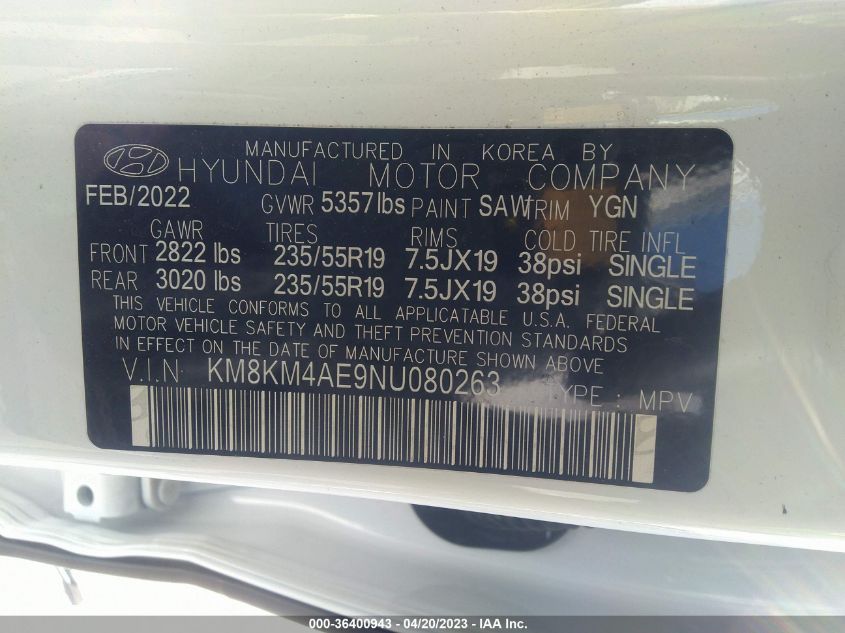 MANUFACTURED IN KOREA BY
HYUNDAI MOTOR COMPANY
FEB/2022 GVWR 5357lbs PAINT SAW TRIM YGN
GAWR TIRES RIMS COLD TIRE INFL
FRONT 2822 lbs 235/55R19 7.5JX19 38psi SINGLE
REAR 3020 lbs 235/55R19 7.5JX19 38psi SINGLE
THIS VEHICLE CONFORMS TO ALL APPLICATABLE U.S.A. FEDERAL
MOTOR VEHICLE SAFETY AND THEFT PREVENTION STANDARDS
IN EFFECT ON THE DATE OF MANUFACTURE SHOWN ABOVE.
V.I.N: KM8KM4AE9NU080263 TYPE : MPV
000-36400943 - 04/20/2023 - IAA Inc.